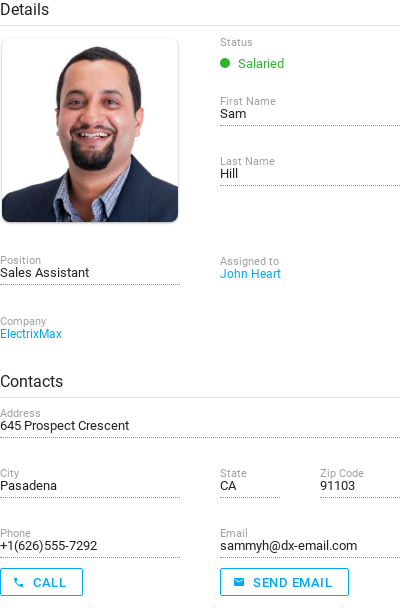 Details
Status
Salaried
First Name
Sam
Last Name
Hill
Position
Sales Assistant
Assigned to
John Heart
Company
ElectrixMax
Contacts
Address
645 Prospect Crescent
City
Pasadena
State
CA
Zip Code
91103
Phone
+1(626)555-7292
Email
sammyh@dx-email.com
CALL
SEND EMAIL